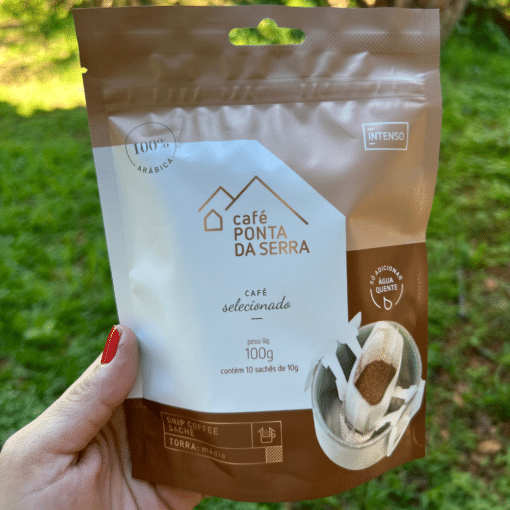 100%
ARÁBICA
INTENSO
café
PONTA
DA SERRA
CAFÉ
selecionado
SÓ ADICIONAR
ÁGUA
QUENTE
peso líq.
100g
contém 10 sachês de 10g
DRIP COFFEE
SACHÊ
TORRA: média